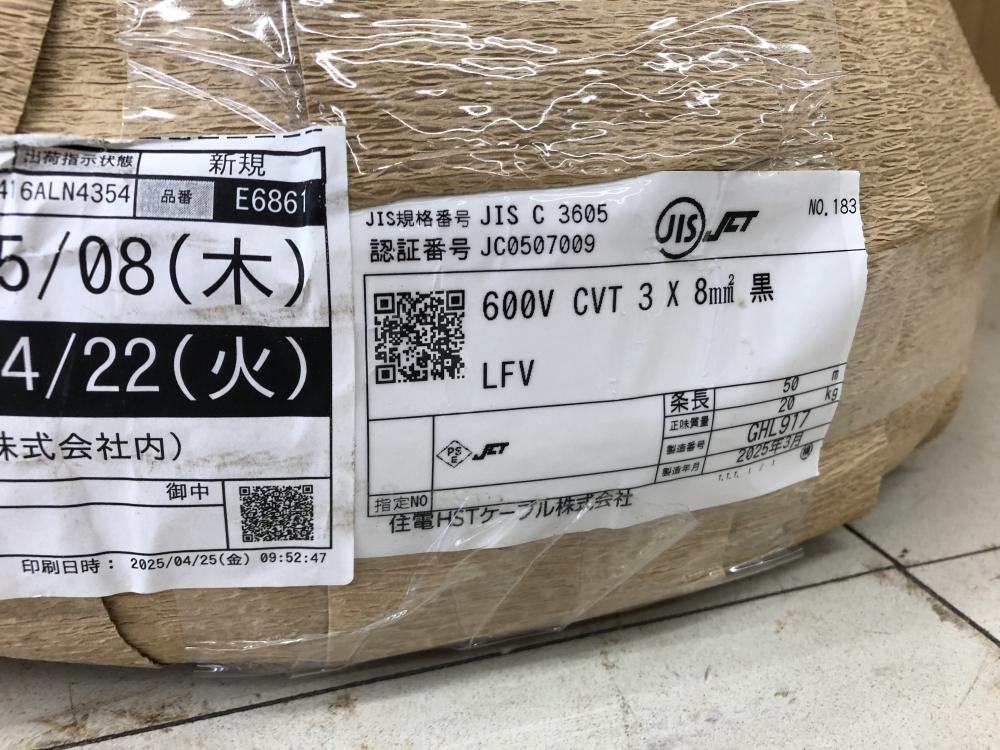 出荷指示状態 新規
416ALN4354 品番 E6861
5/08(木)
4/22(火)
株式会社内)
御中
印刷日時: 2025/04/25(金) 09:52:47
JIS規格番号 JIS C 3605
認証番号 JC0507009
JIS JET
NO.183
600V CVT 3 X 8mm² 黒
LFV
条長 50 m
正味質量 20 kg
製造番号 GHL917
製造年月 2025年3月
PS E JET
指定NO
住電HSTケーブル株式会社